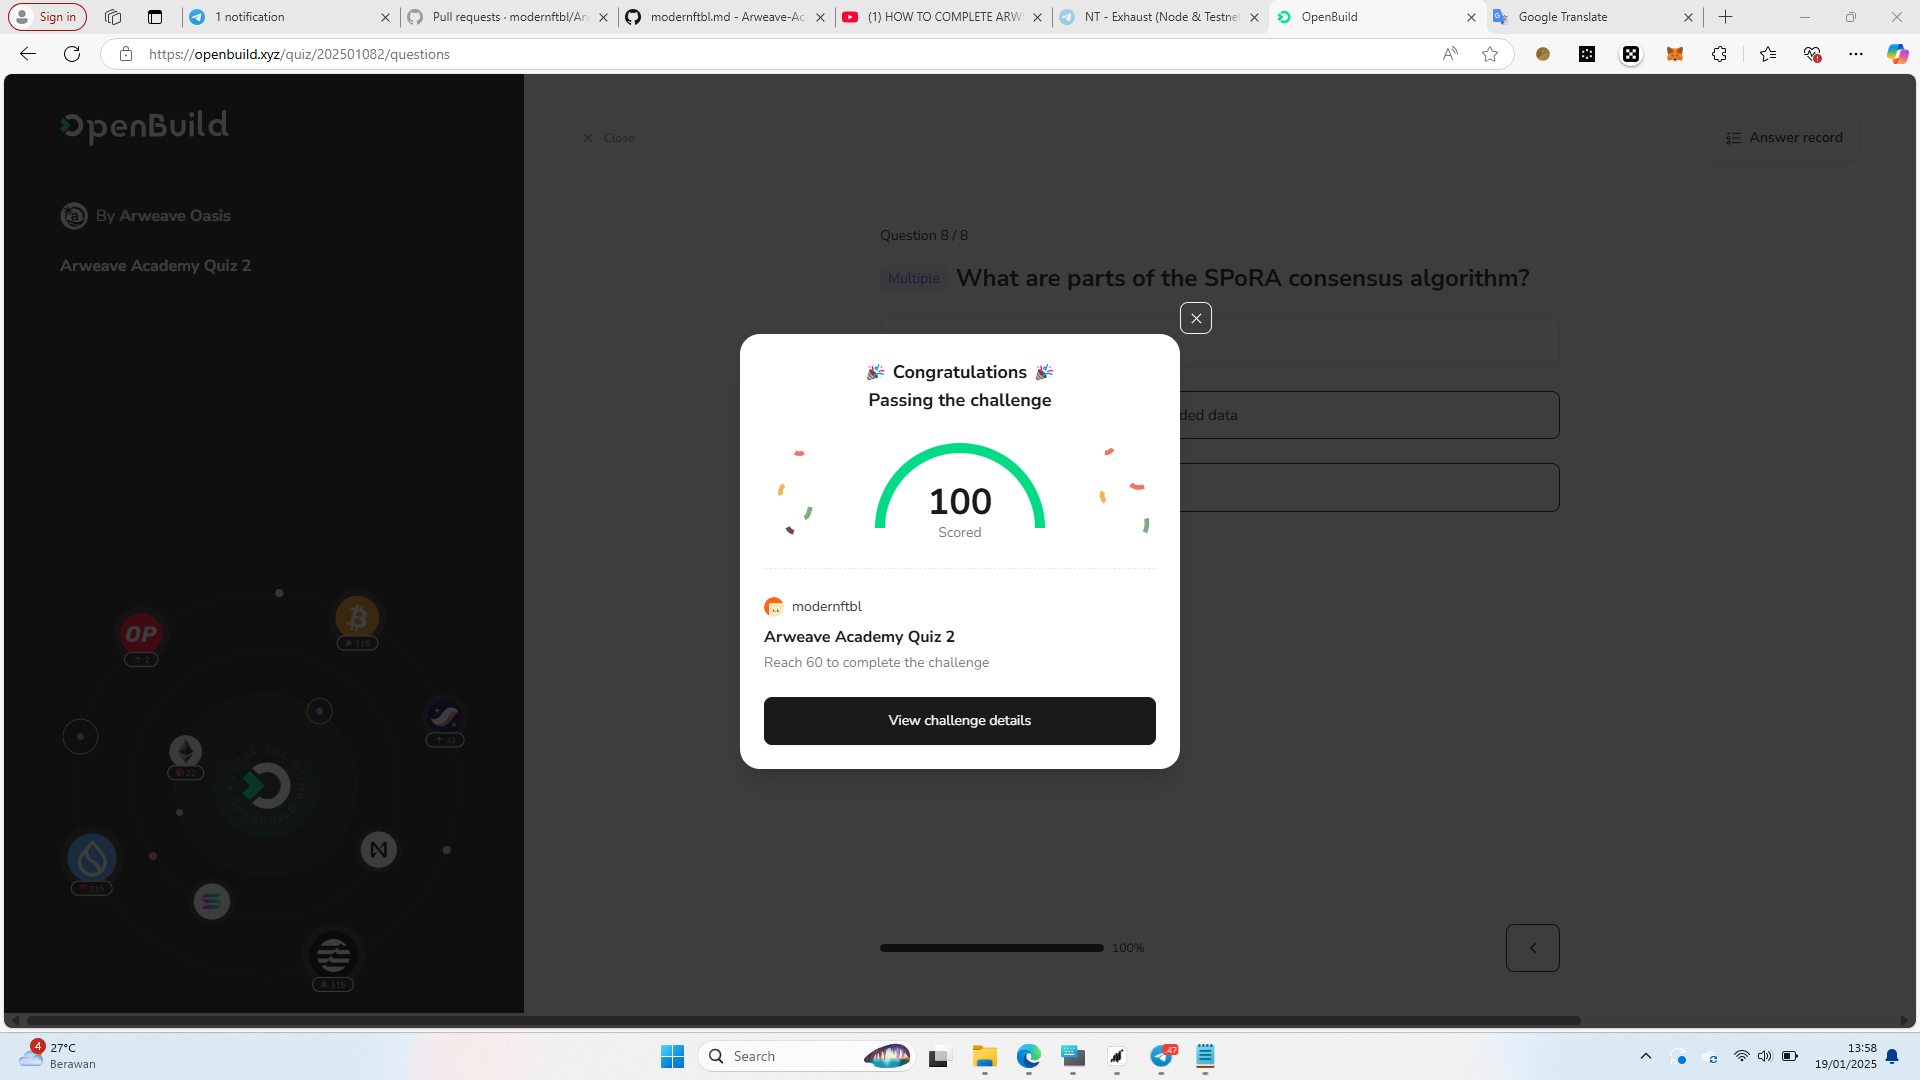 Sign in
1 notification
Pull requests · modernftbl/Ar
modernftbl.md - Arweave-Ac
(1) HOW TO COMPLETE ARW
NT - Exhaust (Node & Testnet
OpenBuild
Google Translate
https://openbuild.xyz/quiz/202501082/questions
OpenBuild
Close
Answer record
By Arweave Oasis
Arweave Academy Quiz 2
Question 8 / 8
Multiple
What are parts of the SPoRA consensus algorithm?
ded data
Congratulations
Passing the challenge
100
Scored
modernftbl
Arweave Academy Quiz 2
Reach 60 to complete the challenge
View challenge details
OP
2
115
32
22
115
115
100%
4
27°C
Berawan
Search
47
13:58
19/01/2025